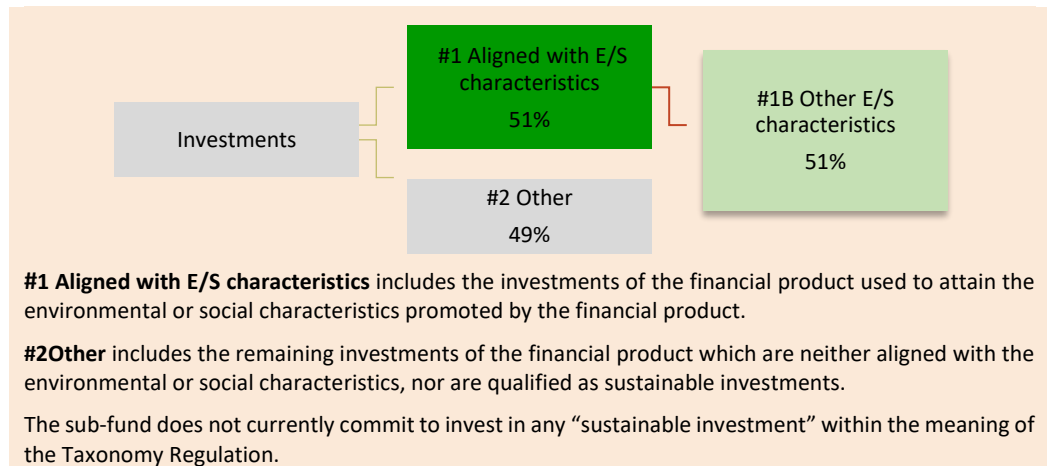 #1 Aligned with E/S
characteristics
51%
#1B Other E/S
characteristics
51%
Investments
#2 Other
49%
#1 Aligned with E/S characteristics includes the investments of the financial product used to attain the
environmental or social characteristics promoted by the financial product.
#2Other includes the remaining investments of the financial product which are neither aligned with the
environmental or social characteristics, nor are qualified as sustainable investments.
The sub-fund does not currently commit to invest in any “sustainable investment” within the meaning of
the Taxonomy Regulation.